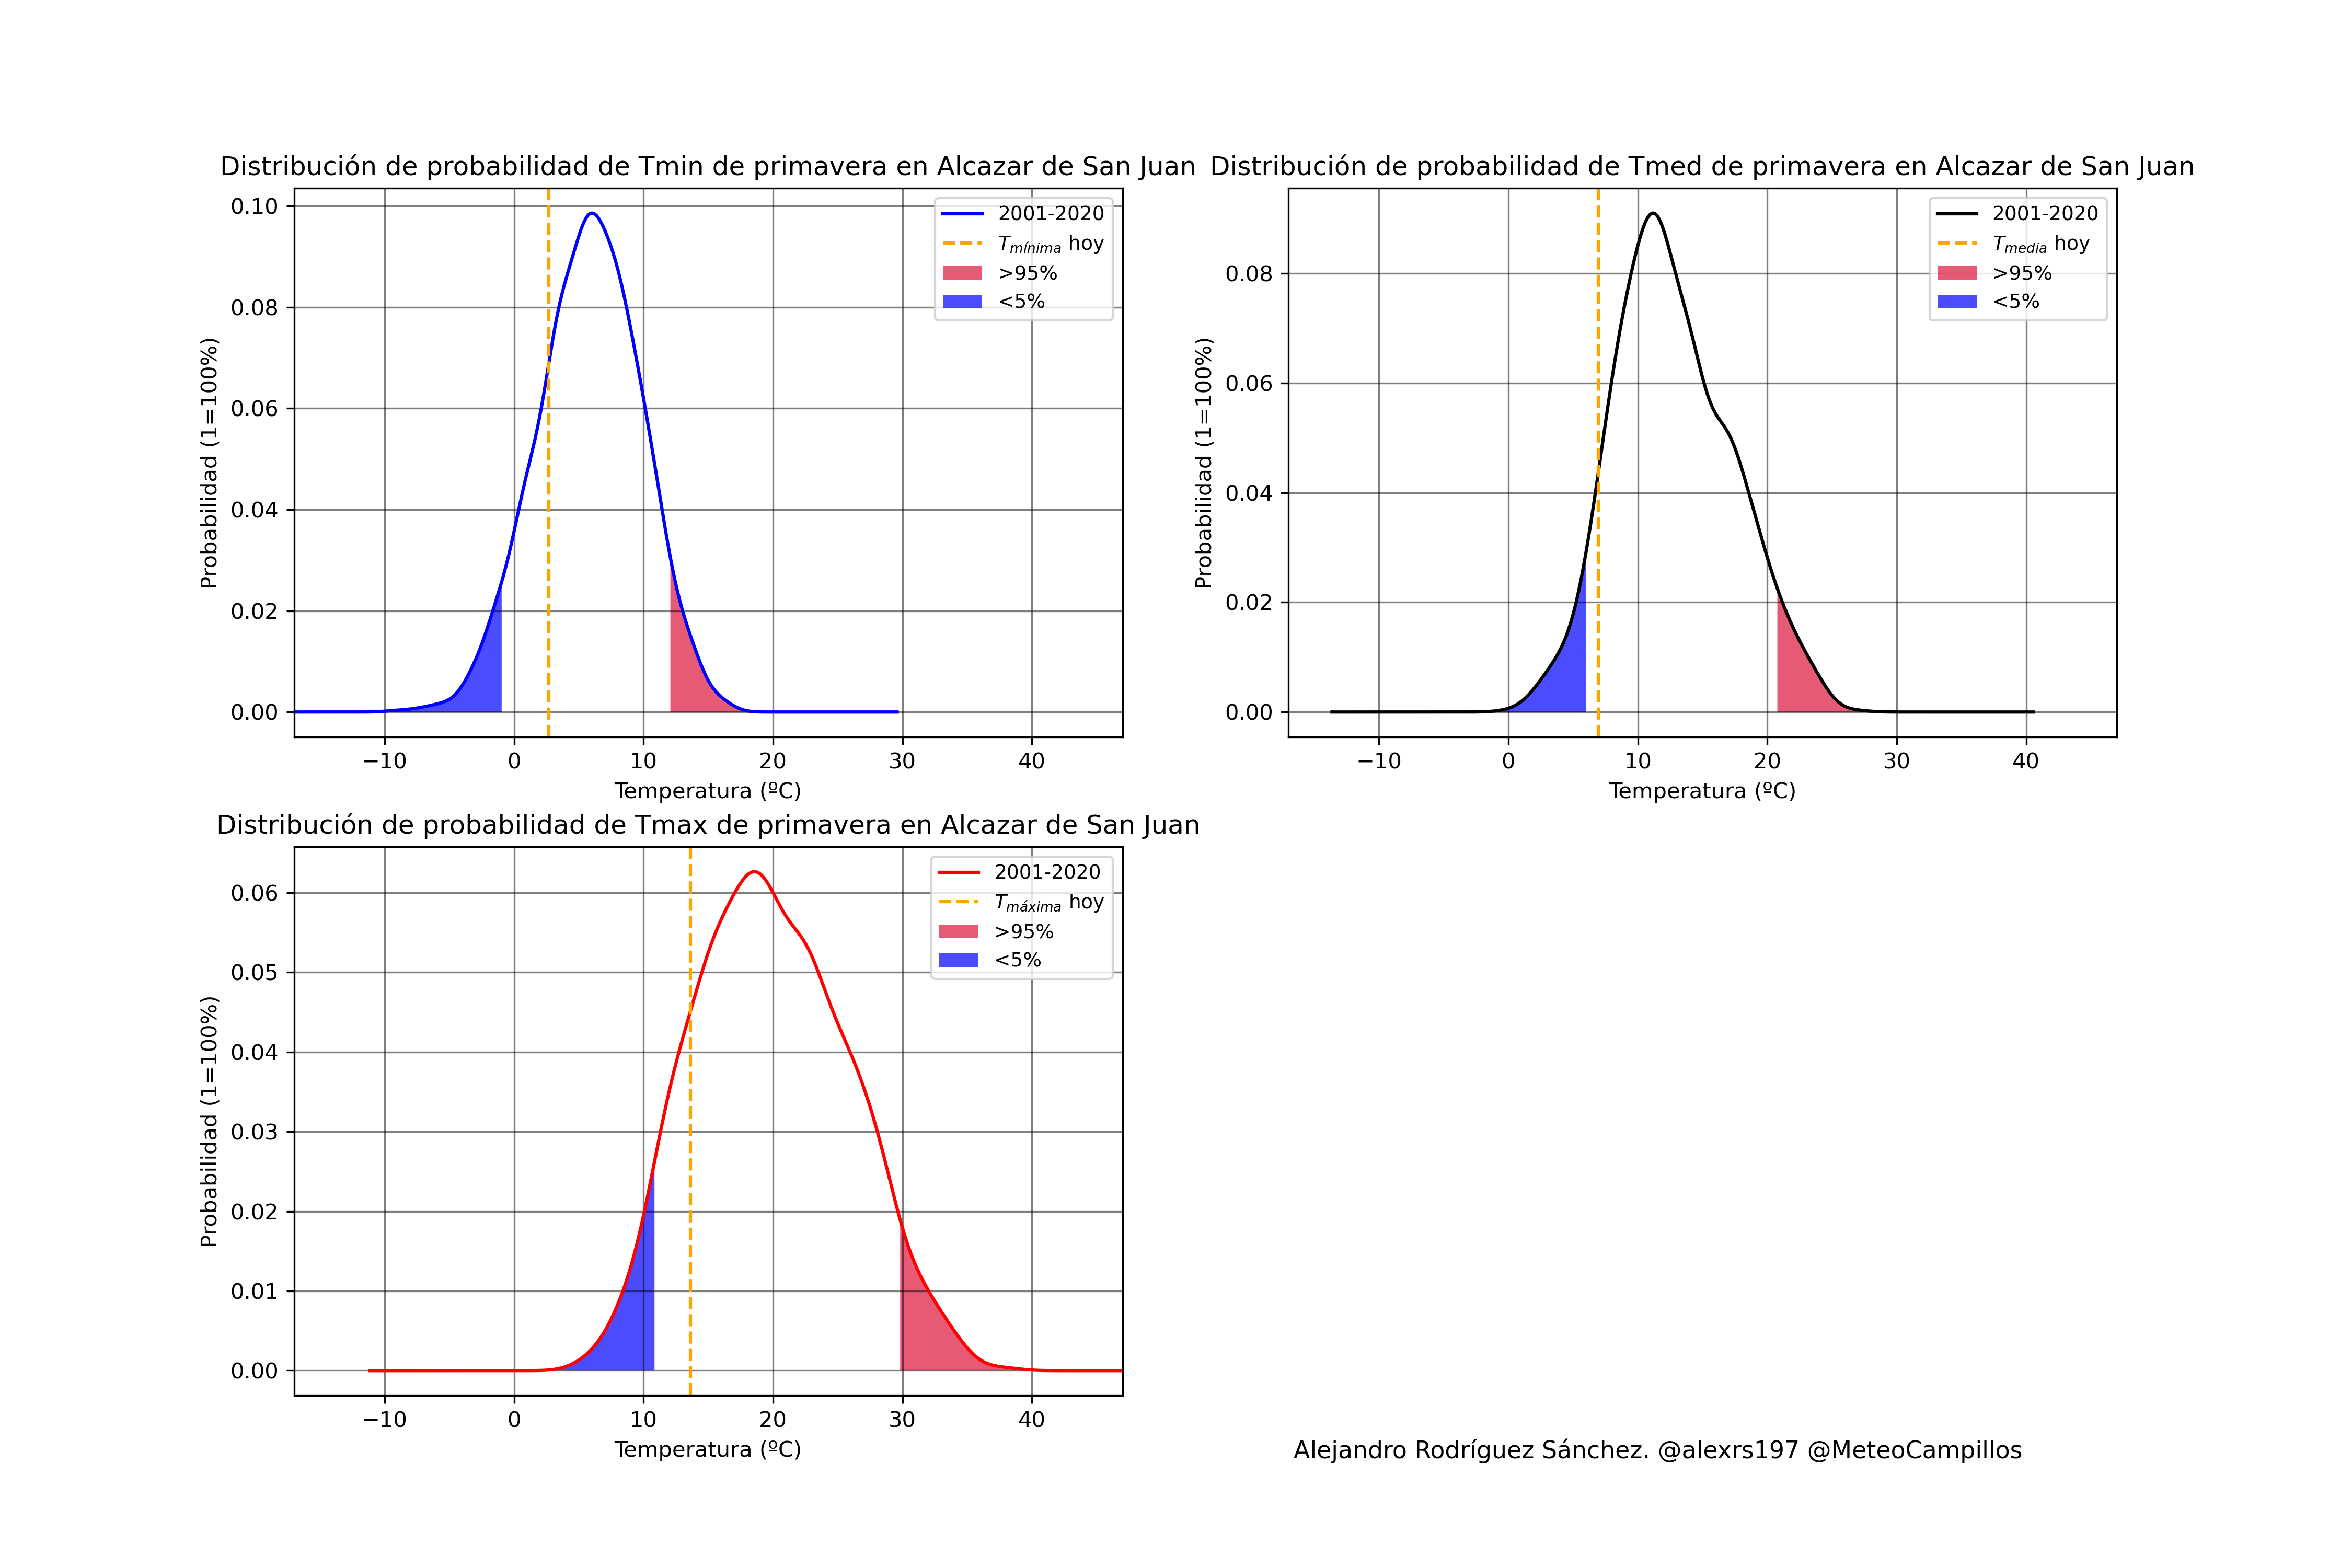 Distribución de probabilidad de Tmin de primavera en Alcazar de San Juan
0.10
0.08
0.06
0.04
0.02
0.00
Probabilidad (1=100%)
2001-2020
Tmínima hoy
>95%
<5%
−10 0 10 20 30 40
Temperatura (ºC)
Distribución de probabilidad de Tmed de primavera en Alcazar de San Juan
0.08
0.06
0.04
0.02
0.00
Probabilidad (1=100%)
2001-2020
Tmedia hoy
>95%
<5%
−10 0 10 20 30 40
Temperatura (ºC)
Distribución de probabilidad de Tmax de primavera en Alcazar de San Juan
0.06
0.05
0.04
0.03
0.02
0.01
0.00
Probabilidad (1=100%)
2001-2020
Tmáxima hoy
>95%
<5%
−10 0 10 20 30 40
Temperatura (ºC)
Alejandro Rodríguez Sánchez. @alexrs197 @MeteoCampillos